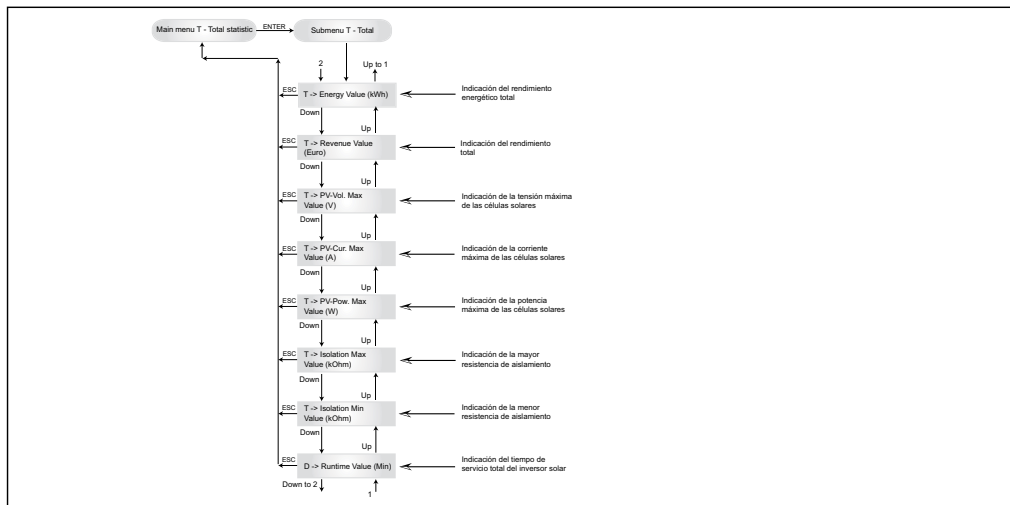 Main menu T - Total statistic
ENTER
Submenu T - Total
2
Up to 1
ESC
T -> Energy Value (kWh)
Indicación del rendimiento
energético total
Down
Up
ESC
T -> Revenue Value
(Euro)
Indicación del rendimiento
total
Down
Up
ESC
T -> PV-Vol. Max
Value (V)
Indicación de la tensión máxima
de las células solares
Down
Up
ESC
T -> PV-Cur. Max
Value (A)
Indicación de la corriente
máxima de las células solares
Down
Up
ESC
T -> PV-Pow. Max
Value (W)
Indicación de la potencia
máxima de las células solares
Down
Up
ESC
T -> Isolation Max
Value (kOhm)
Indicación de la mayor
resistencia de aislamiento
Down
Up
ESC
T -> Isolation Min
Value (kOhm)
Indicación de la menor
resistencia de aislamiento
Down
Up
ESC
D -> Runtime Value (Min)
Indicación del tiempo de
servicio total del inversor solar
Down to 2
1